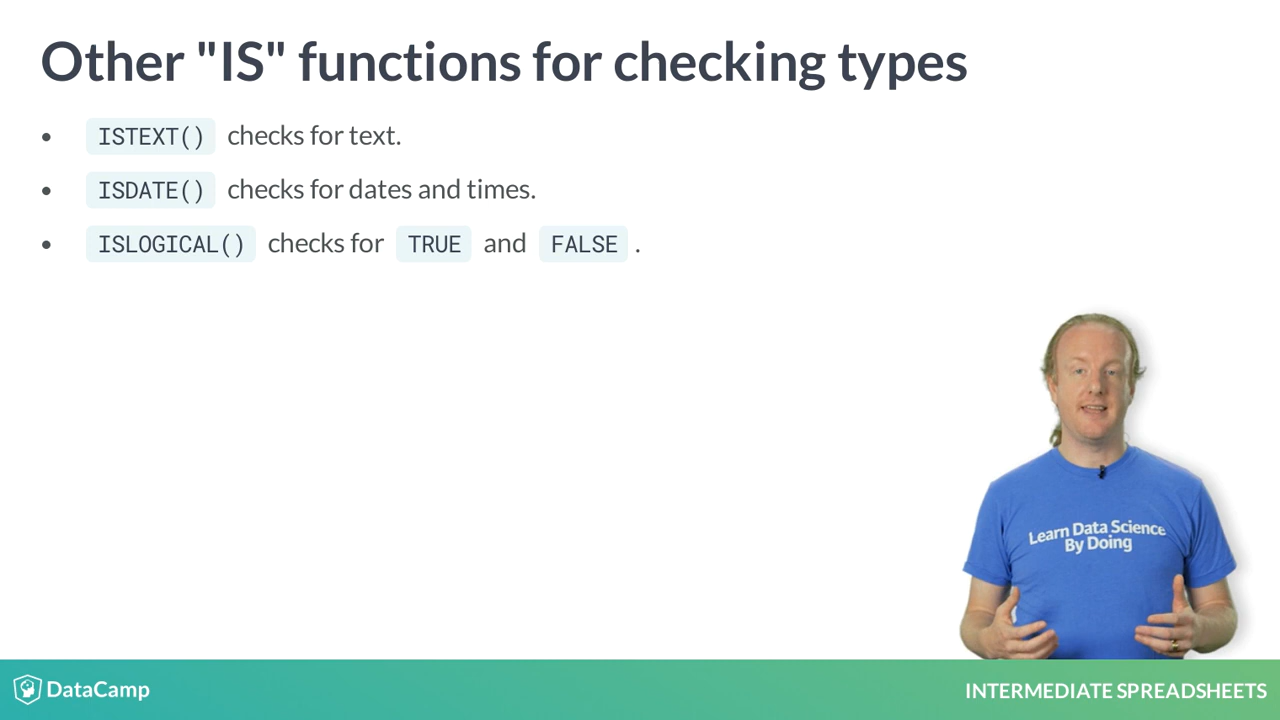 Other "IS" functions for checking types
• ISTEXT() checks for text.
• ISDATE() checks for dates and times.
• ISLOGICAL() checks for TRUE and FALSE .
Learn Data Science
By Doing
DataCamp
INTERMEDIATE SPREADSHEETS